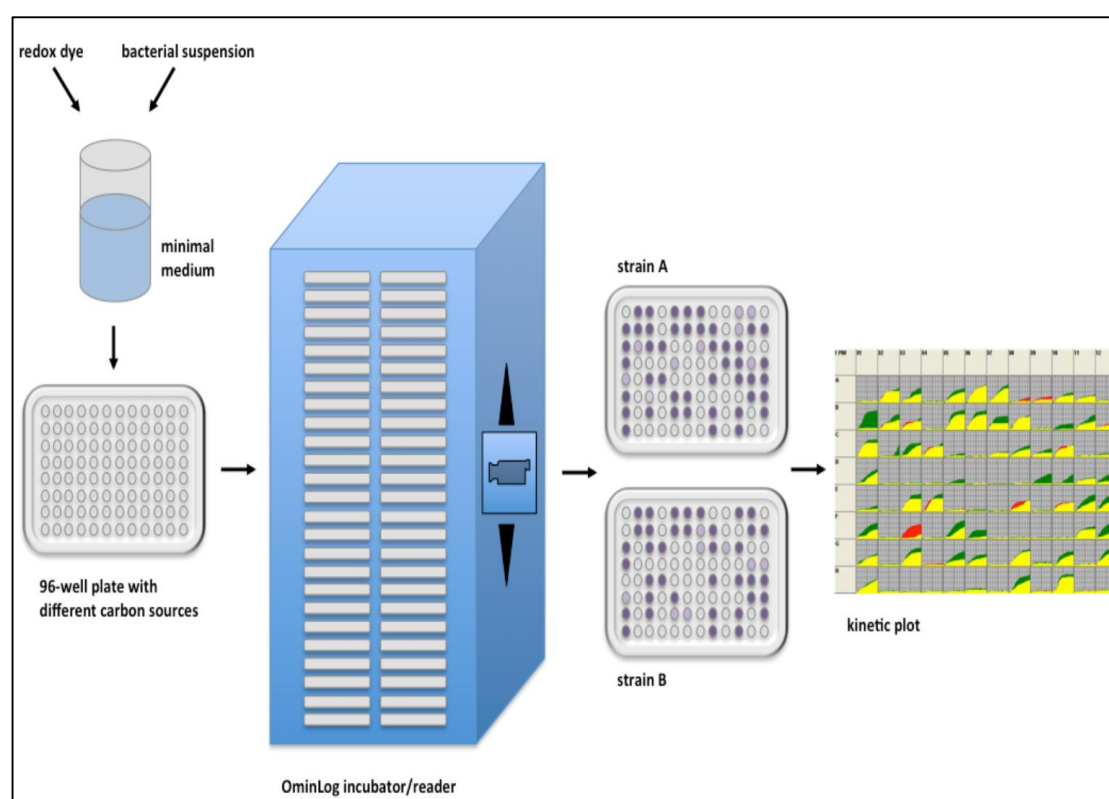 redox dye
bacterial suspension
minimal
medium
96-well plate with
different carbon sources
OminLog incubator/reader
strain A
strain B
kinetic plot
A
B
C
E
F
G
H